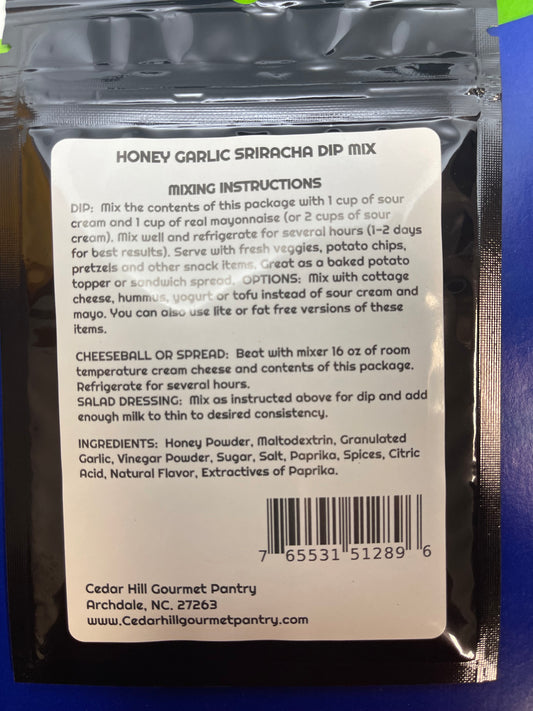 HONEY GARLIC SRIRACHA DIP MIX
MIXING INSTRUCTIONS
DIP: Mix the contents of this package with 1 cup of sour
cream and 1 cup of real mayonnaise (or 2 cups of sour
cream). Mix well and refrigerate for several hours (1-2 days
for best results). Serve with fresh veggies, potato chips,
pretzels and other snack items. Great as a baked potato
topper or sandwich spread. OPTIONS: Mix with cottage
cheese, hummus, yogurt or tofu instead of sour cream and
mayo. You can also use lite or fat free versions of these
items.
CHEESEBALL OR SPREAD: Beat with mixer 16 oz of room
temperature cream cheese and contents of this package.
Refrigerate for several hours.
SALAD DRESSING: Mix as instructed above for dip and add
enough milk to thin to desired consistency.
INGREDIENTS: Honey Powder, Maltodextrin, Granulated
Garlic, Vinegar Powder, Sugar, Salt, Paprika, Spices, Citric
Acid, Natural Flavor, Extractives of Paprika.
7 65531 51289 6
Cedar Hill Gourmet Pantry
Archdale, NC. 27263
www.Cedarhillgourmetpantry.com